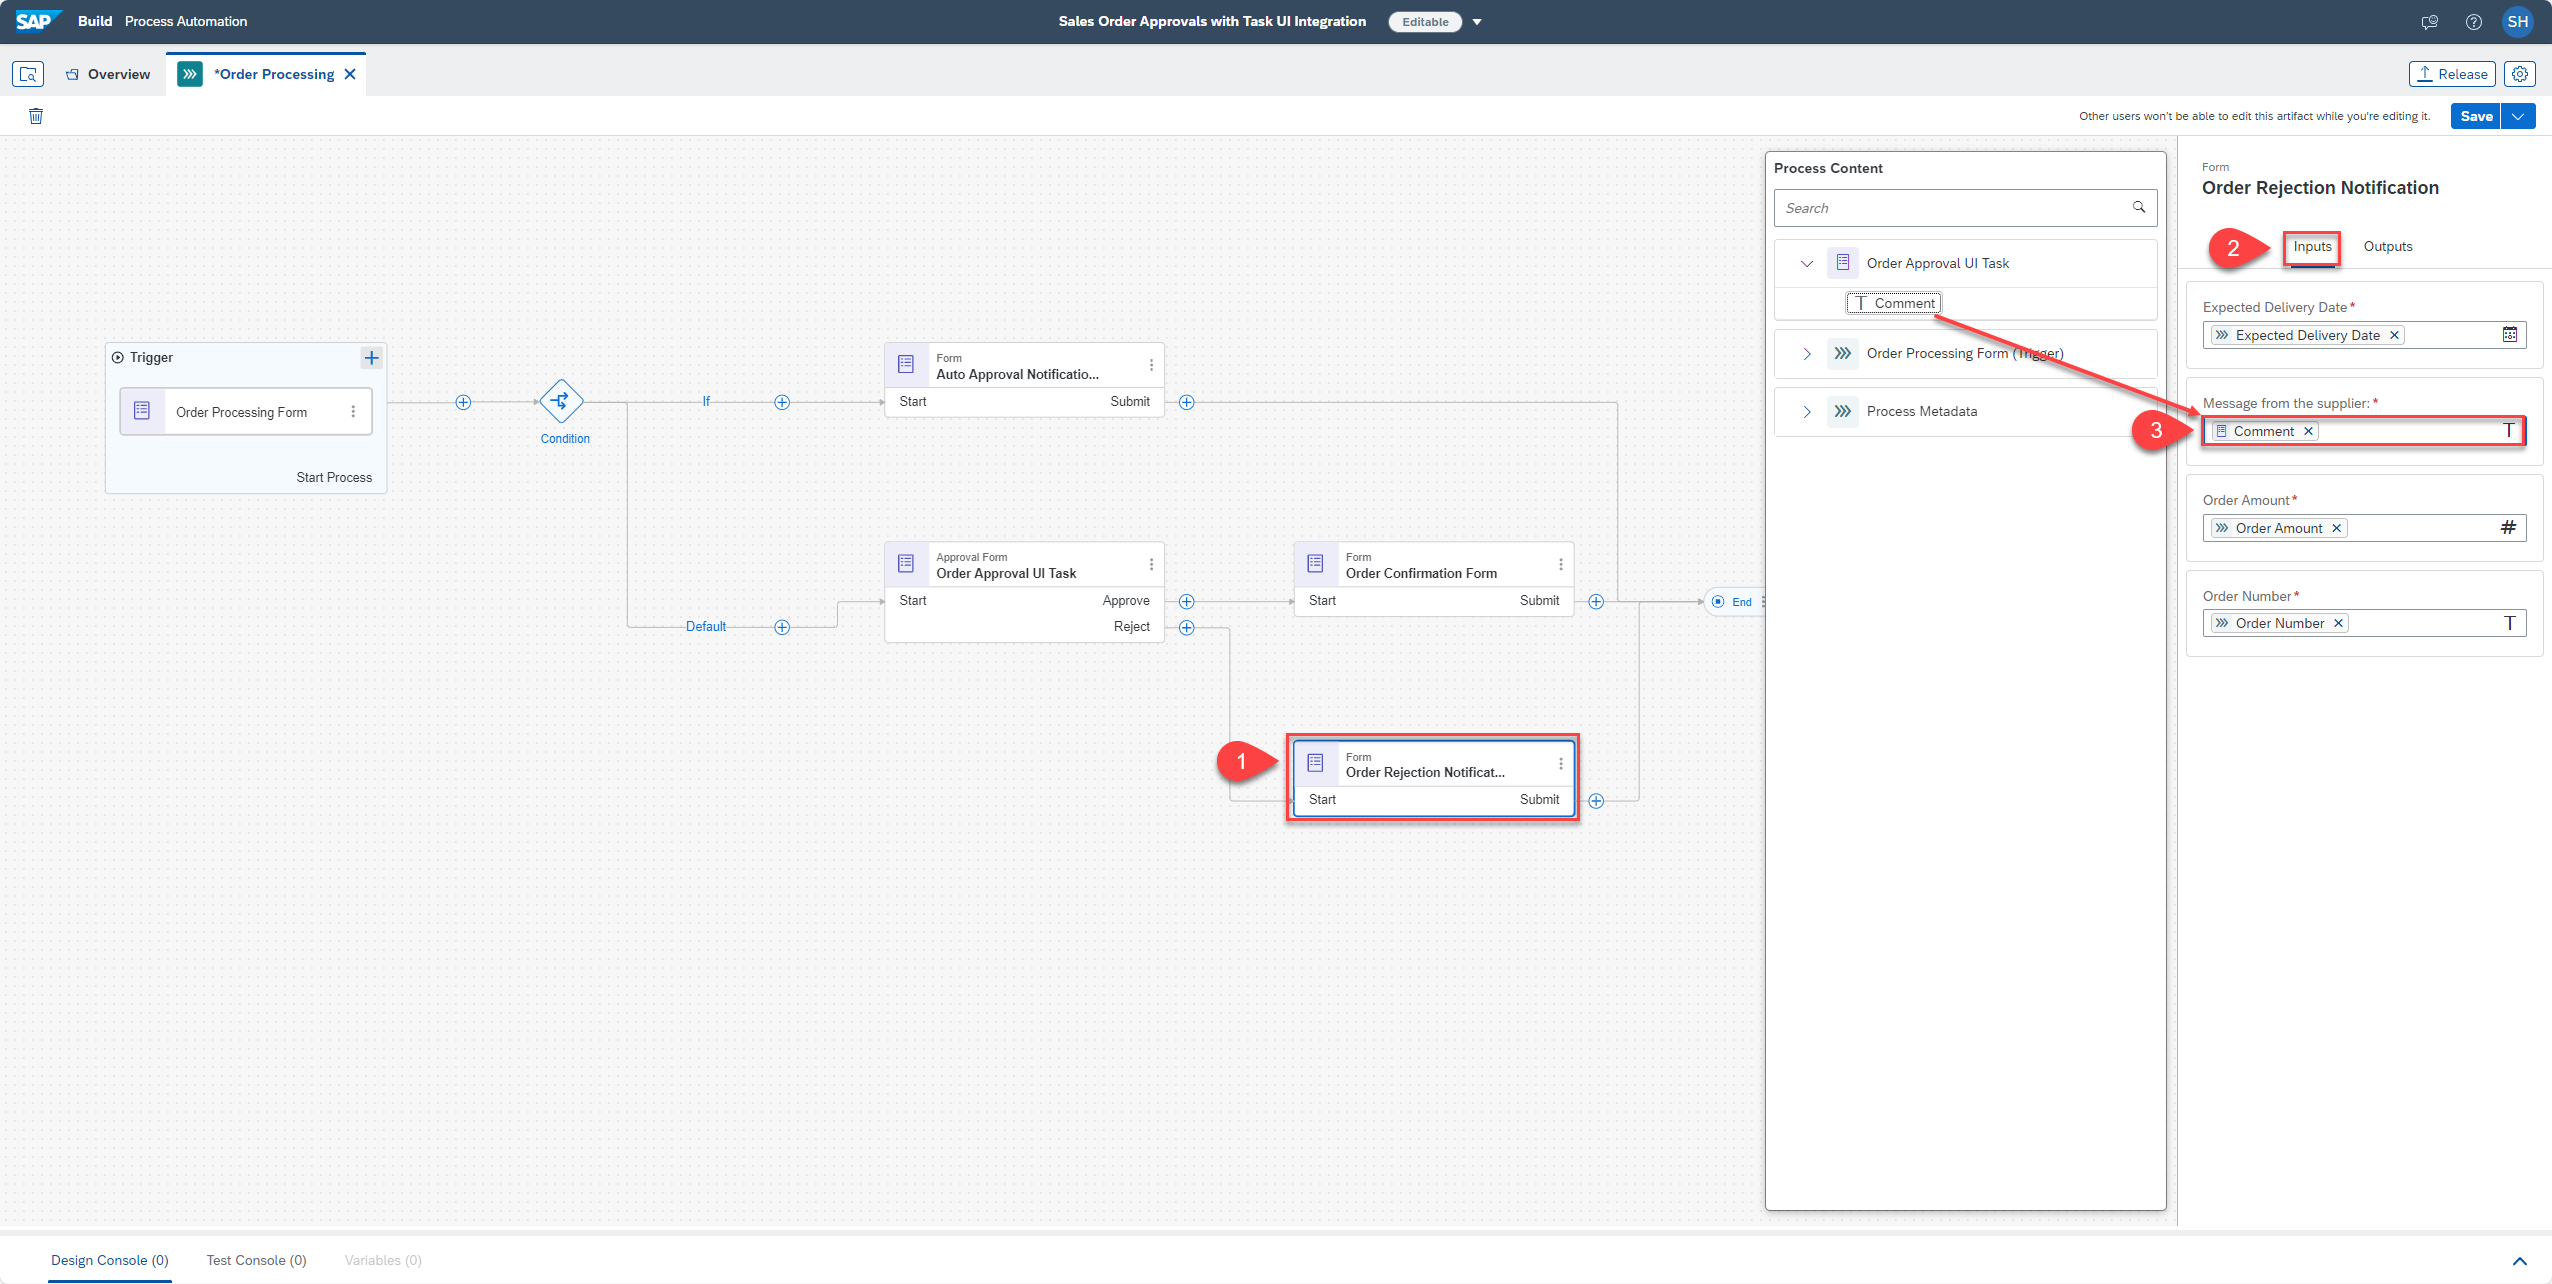 SAP Build Process Automation
Sales Order Approvals with Task UI Integration Editable
SH
Overview
*Order Processing
Release
Other users won't be able to edit this artifact while you're editing it.
Save
Trigger
Order Processing Form
Start Process
Condition
If
Default
Form
Auto Approval Notificatio...
Start Submit
Approval Form
Order Approval UI Task
Start Approve
Reject
Form
Order Confirmation Form
Start Submit
End
1
Form
Order Rejection Notificat...
Start Submit
Process Content
Search
Order Approval UI Task
T Comment
Order Processing Form (Trigger)
Process Metadata
Form
Order Rejection Notification
2
Inputs Outputs
Expected Delivery Date*
Expected Delivery Date
Message from the supplier:*
3
Comment T
Order Amount*
Order Amount #
Order Number*
Order Number T
Design Console (0) Test Console (0) Variables (0)